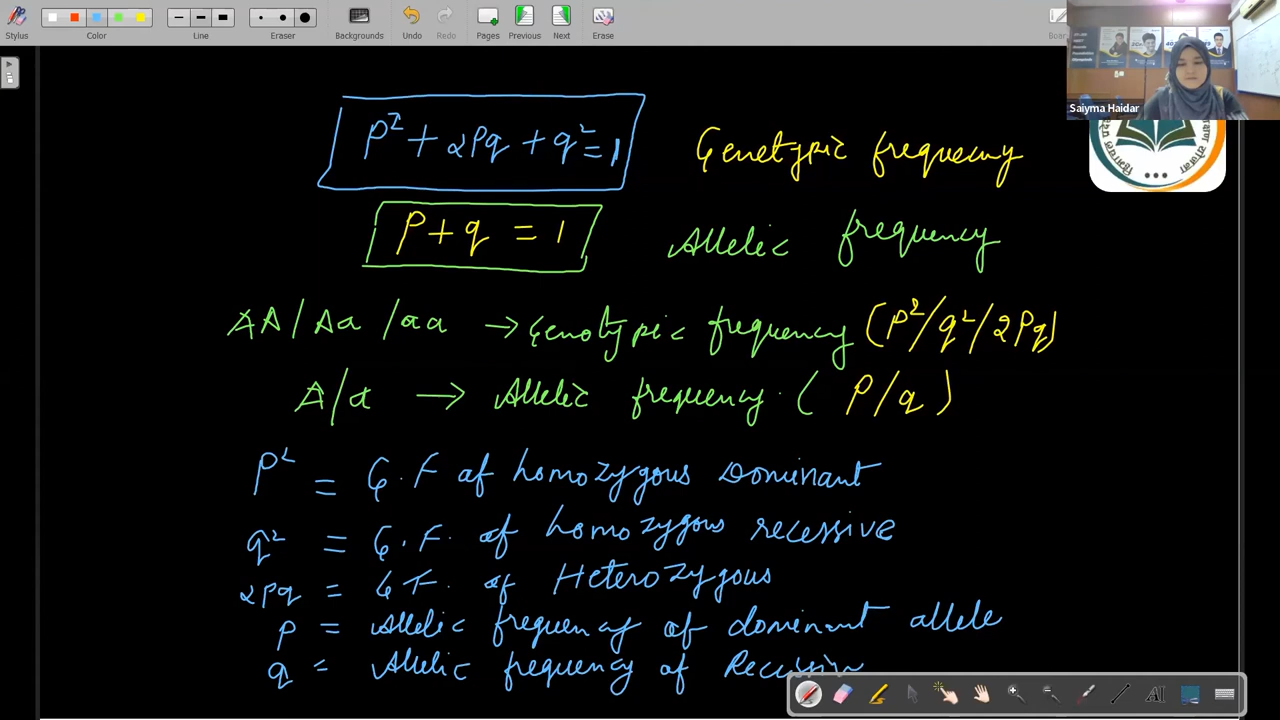 Stylus
Color
Line
Eraser
Backgrounds
Undo
Redo
Pages
Previous
Next
Erase
Saiyma Haidar
p² + 2Pq + q² = 1 Genetypic frequency
P + q = 1 Allelic frequency
AA / Aa / aa → Genotypic frequency (P²/q²/2Pq)
A/a → Allelic frequency. (P/q)
P² = G.F of homozygous Dominant
q² = G.F. of homozygous recessive
2Pq = G F. of Heterozygous
p = Allelic frequency of dominant allele
q = Allelic frequency of
AI